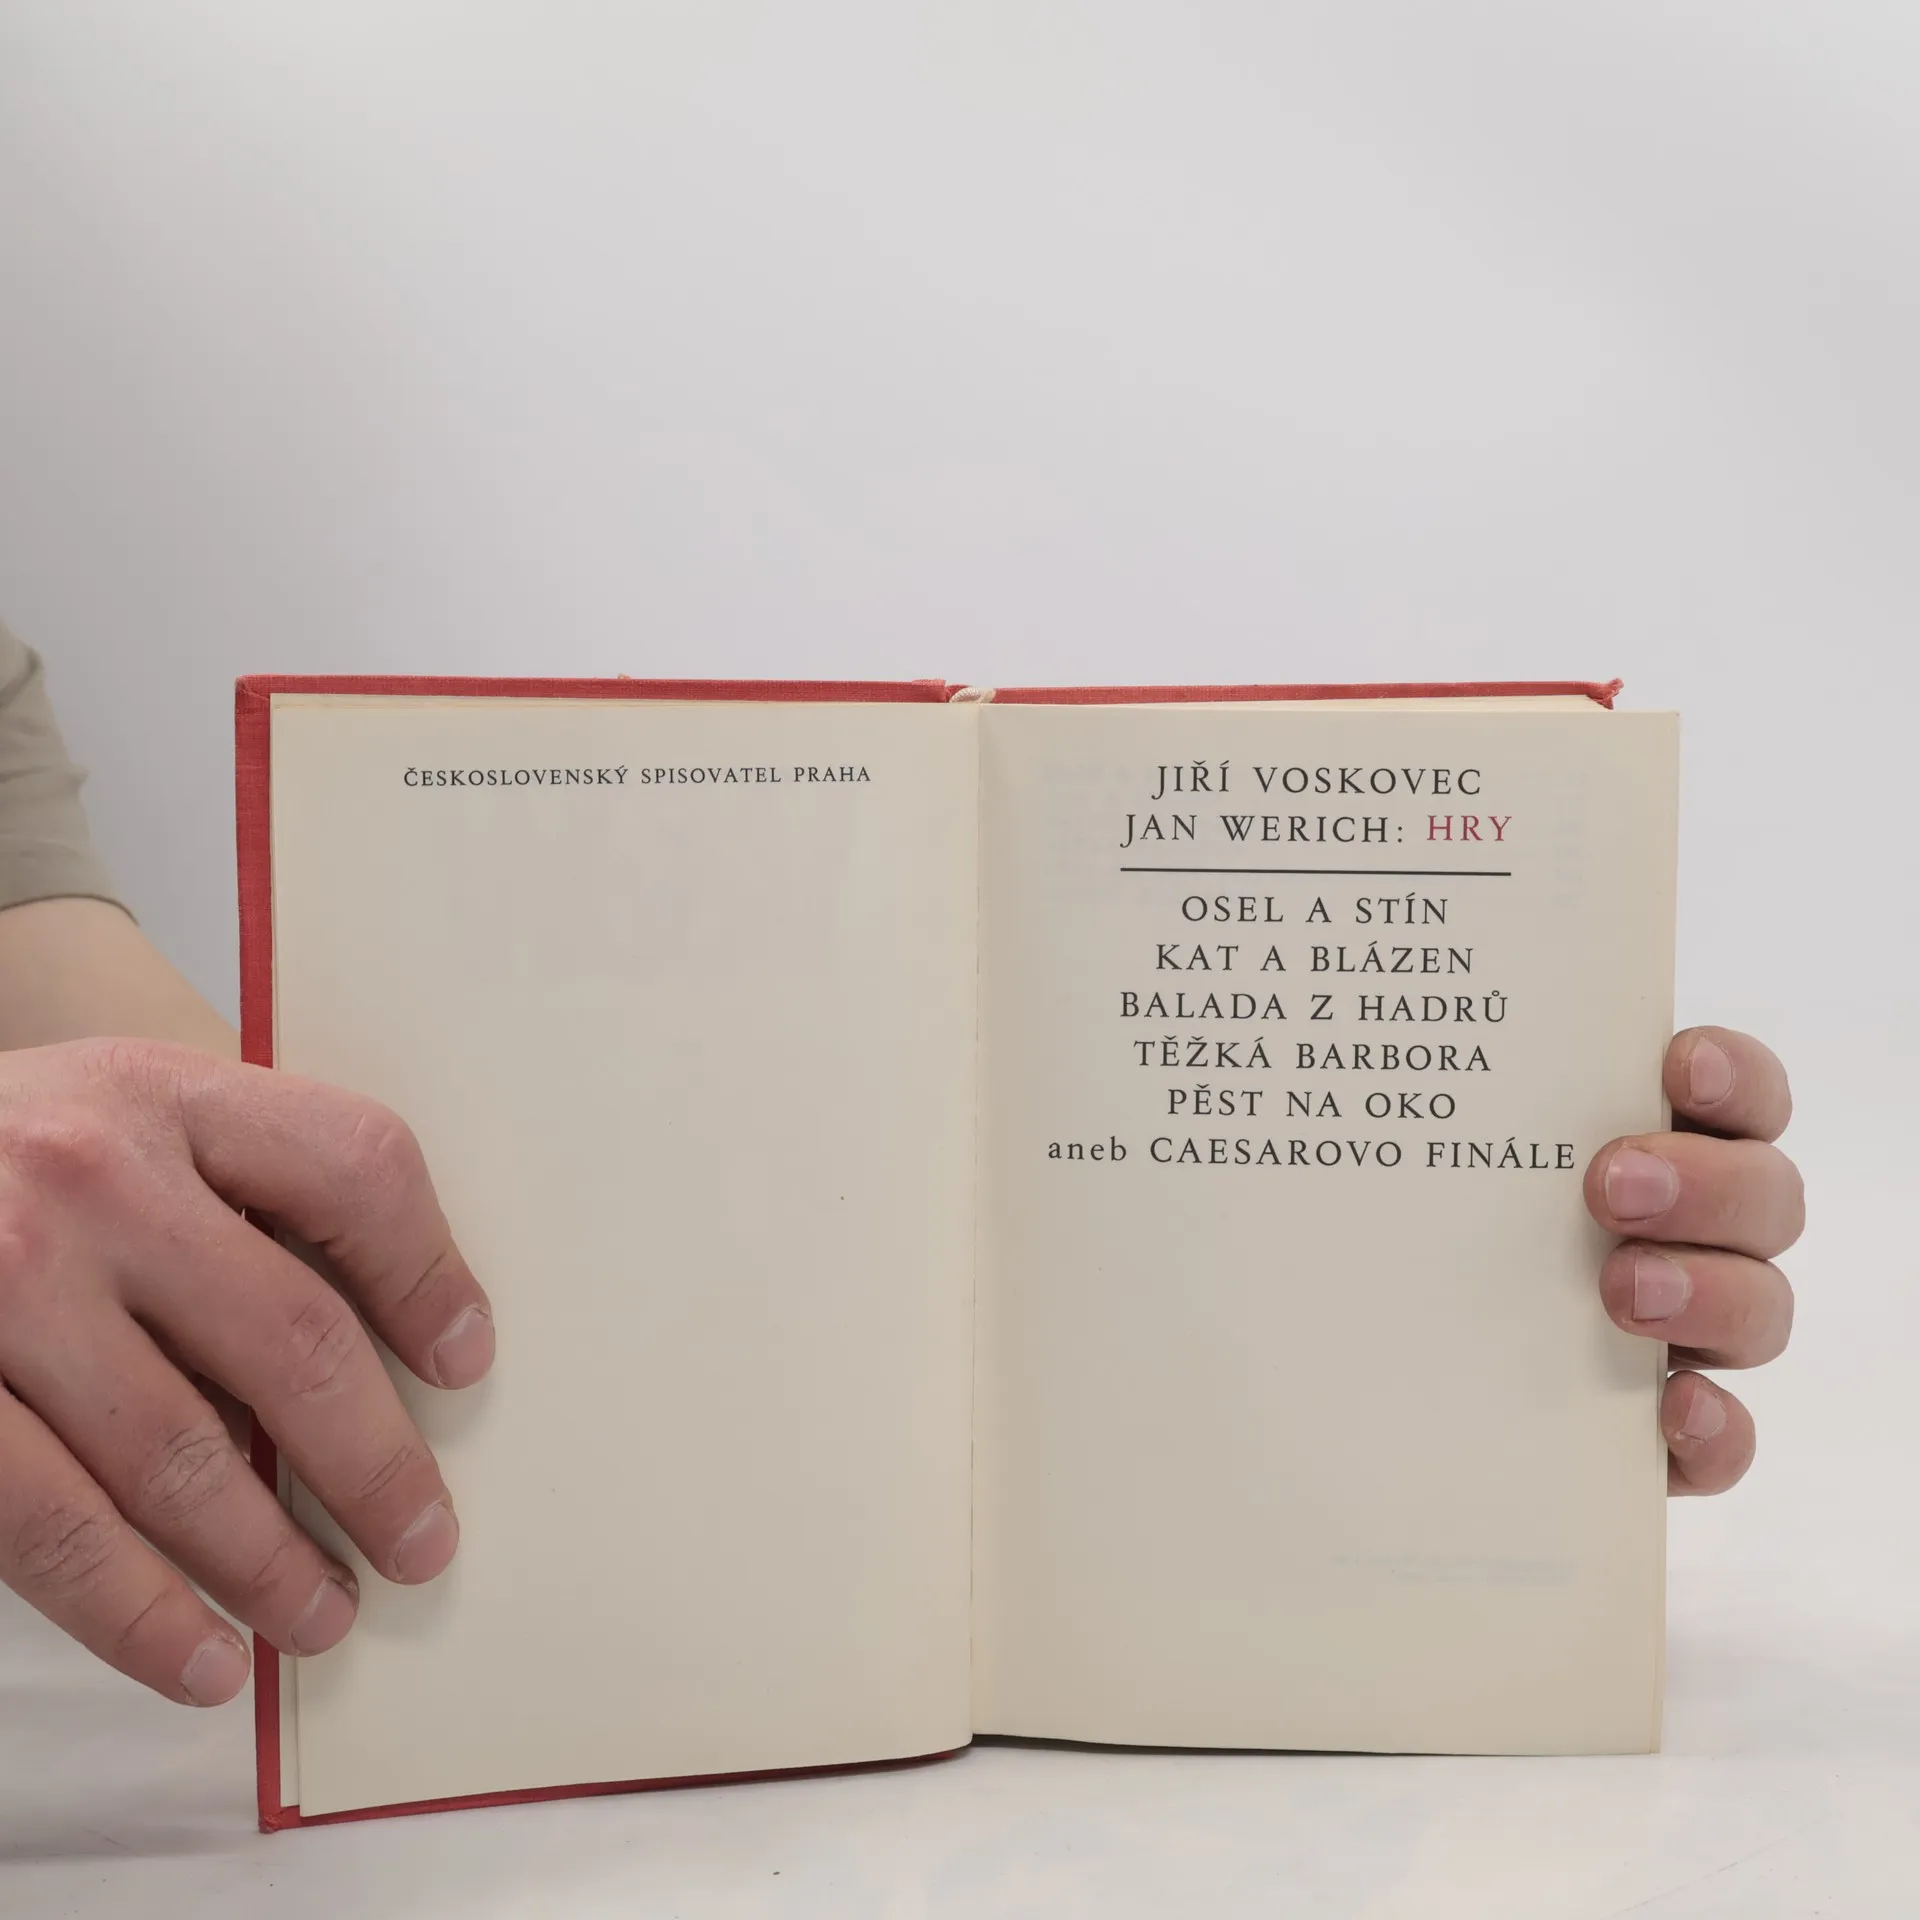 ČESKOSLOVENSKÝ SPISOVATEL PRAHA
JIŘÍ VOSKOVEC
JAN WERICH: HRY
OSEL A STÍN
KAT A BLÁZEN
BALADA Z HADRŮ
TĚŽKÁ BARBORA
PĚST NA OKO
aneb CAESAROVO FINÁLE